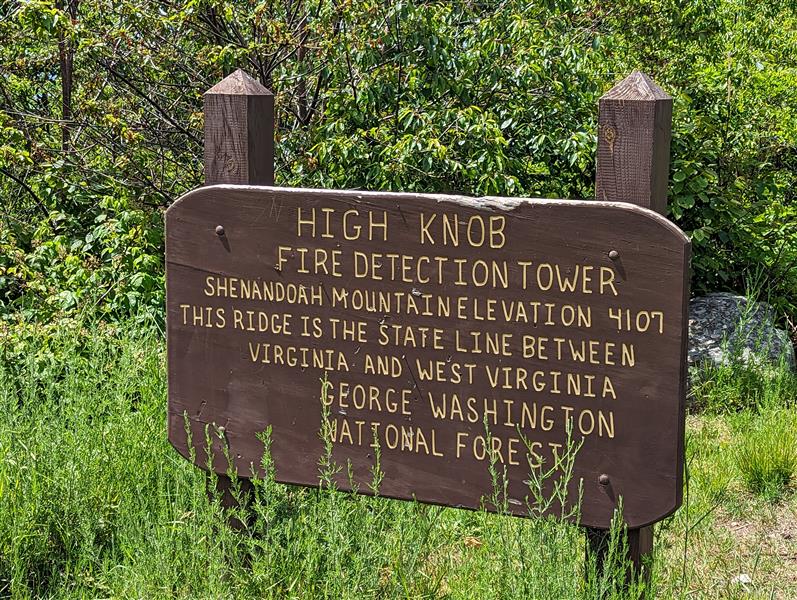 HIGH KNOB
FIRE DETECTION TOWER
SHENANDOAH MOUNTAIN ELEVATION 4107
THIS RIDGE IS THE STATE LINE BETWEEN
VIRGINIA AND WEST VIRGINIA
GEORGE WASHINGTON
NATIONAL FOREST